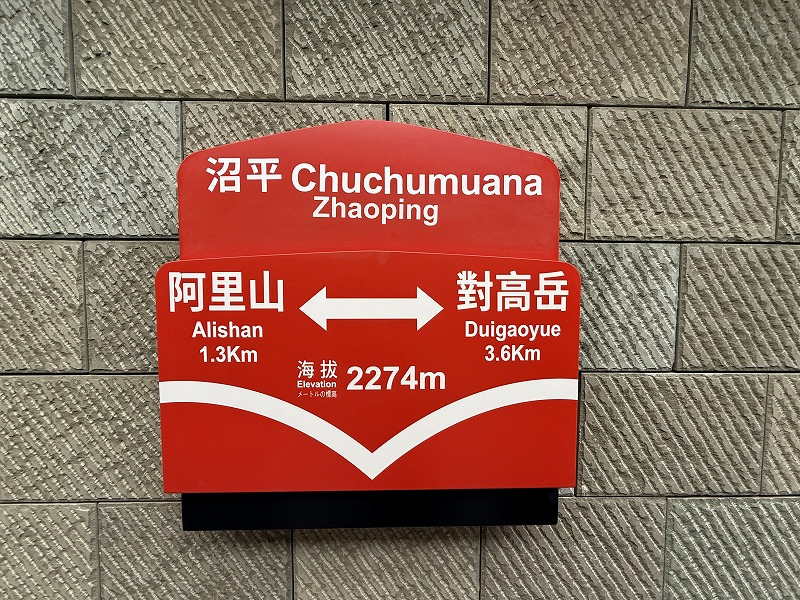 沼平 Chuchumuana
Zhaoping
阿里山
Alishan
1.3Km
對高岳
Duigaoyue
3.6Km
海拔
Elevation
メートルの標高
2274m